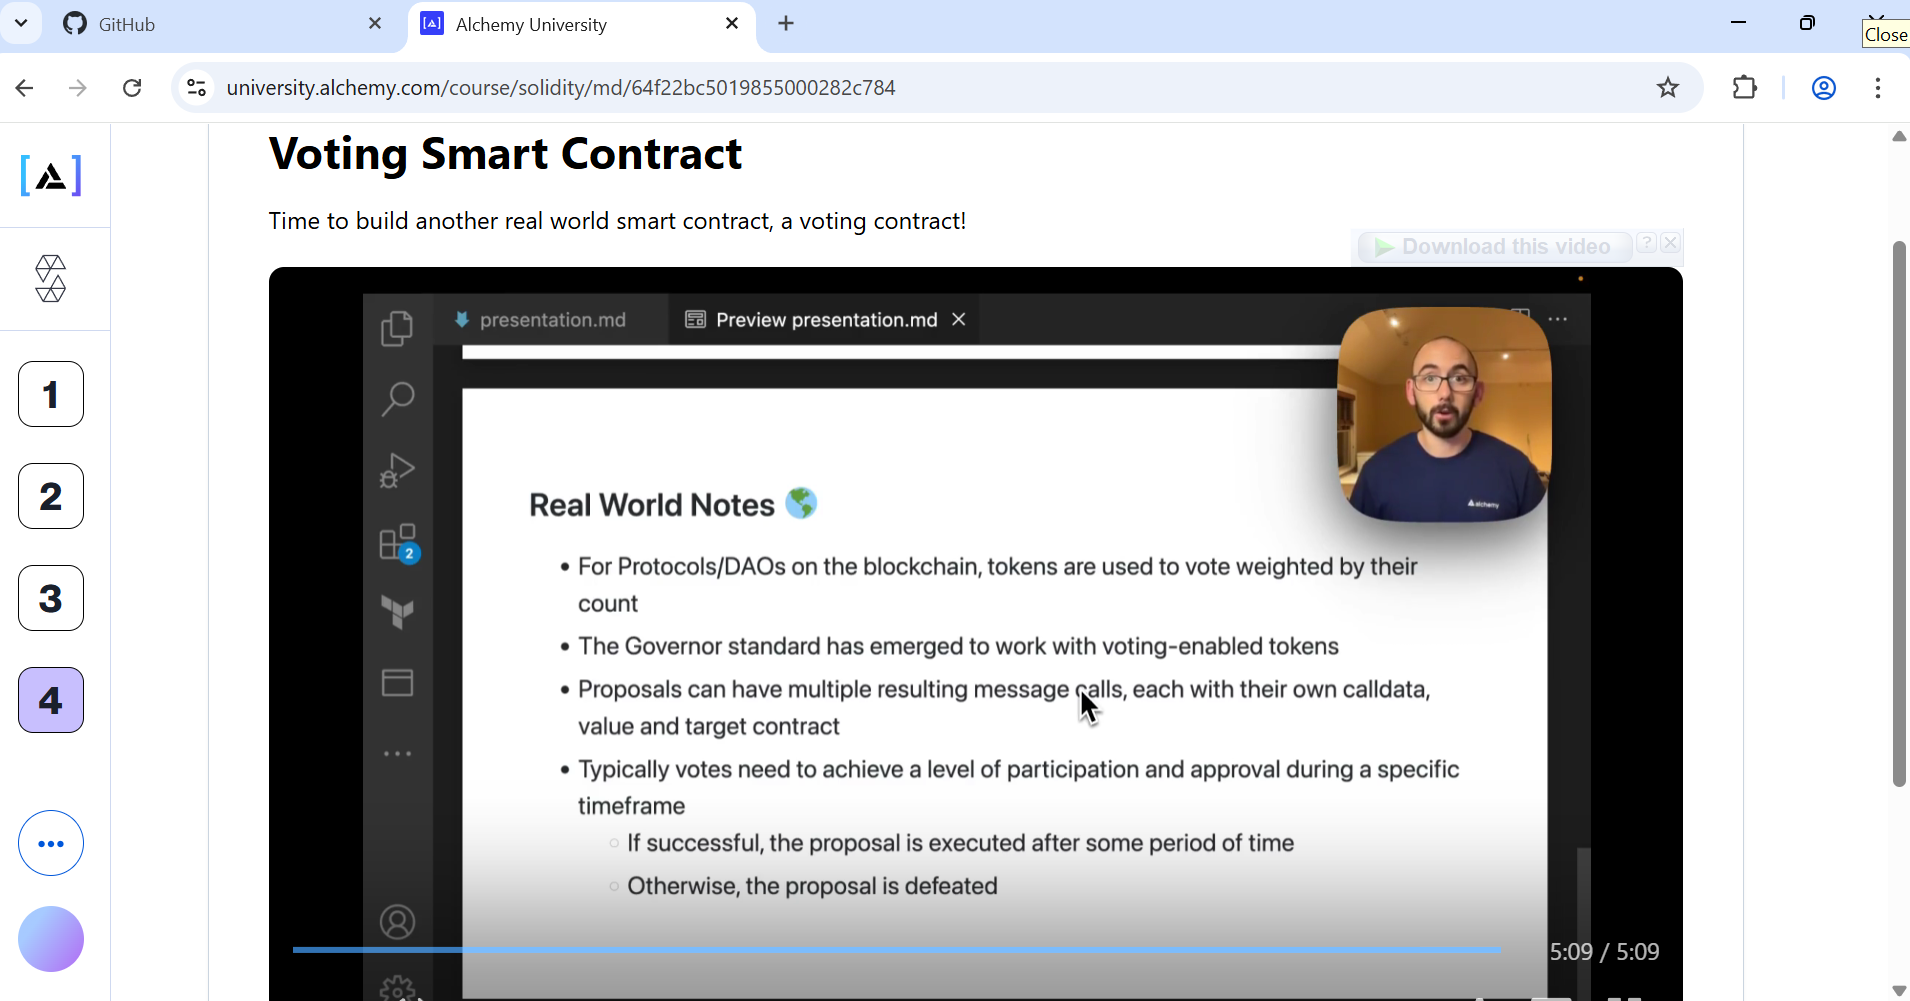 GitHub
Alchemy University
Close
university.alchemy.com/course/solidity/md/64f22bc5019855000282c784
Voting Smart Contract
Time to build another real world smart contract, a voting contract!
Download this video
?
presentation.md
Preview presentation.md
alchemy
Real World Notes
• For Protocols/DAOs on the blockchain, tokens are used to vote weighted by their
count
• The Governor standard has emerged to work with voting-enabled tokens
• Proposals can have multiple resulting message calls, each with their own calldata,
value and target contract
• Typically votes need to achieve a level of participation and approval during a specific
timeframe
○ If successful, the proposal is executed after some period of time
○ Otherwise, the proposal is defeated
2
5:09 / 5:09
1
2
3
4